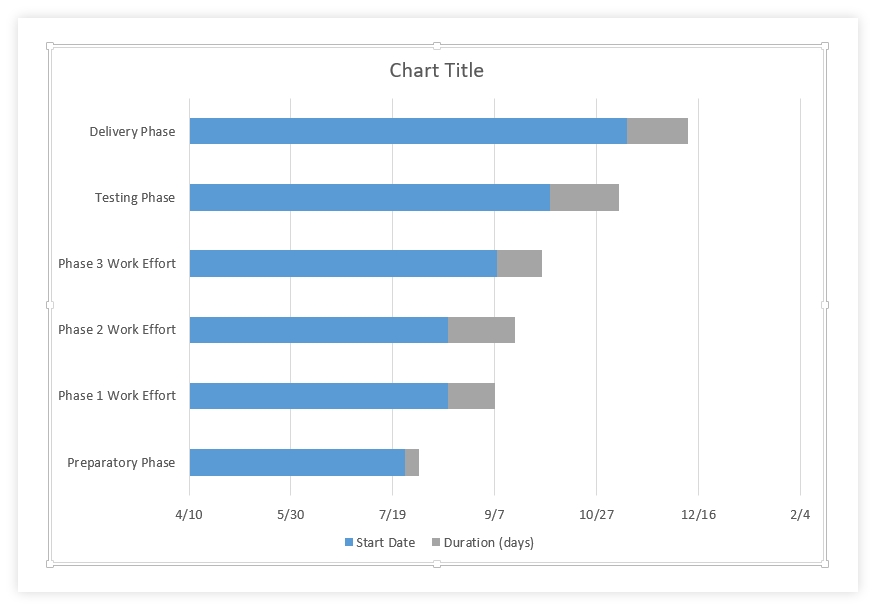 Chart Title
Delivery Phase
Testing Phase
Phase 3 Work Effort
Phase 2 Work Effort
Phase 1 Work Effort
Preparatory Phase
4/10 5/30 7/19 9/7 10/27 12/16 2/4
Start Date Duration (days)